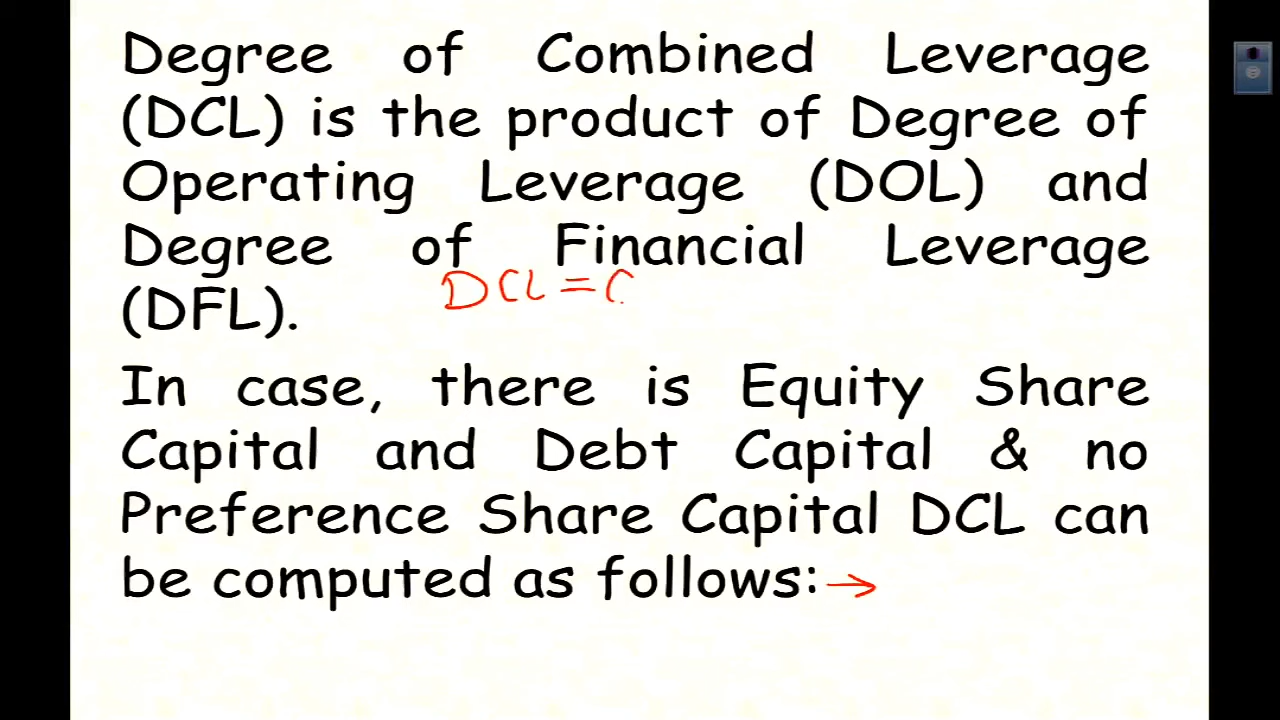 Degree of Combined Leverage
(DCL) is the product of Degree of
Operating Leverage (DOL) and
Degree of Financial Leverage
(DFL).
DCL = C
In case, there is Equity Share
Capital and Debt Capital & no
Preference Share Capital DCL can
be computed as follows:→